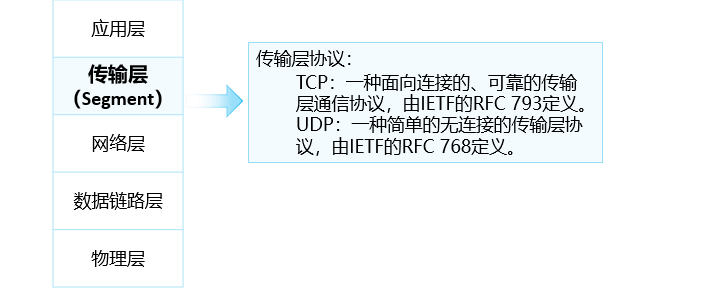 应用层
传输层
（Segment）
网络层
数据链路层
物理层
传输层协议：
TCP：一种面向连接的、可靠的传输
层通信协议，由IETF的RFC 793定义。
UDP：一种简单的无连接的传输层协
议，由IETF的RFC 768定义。